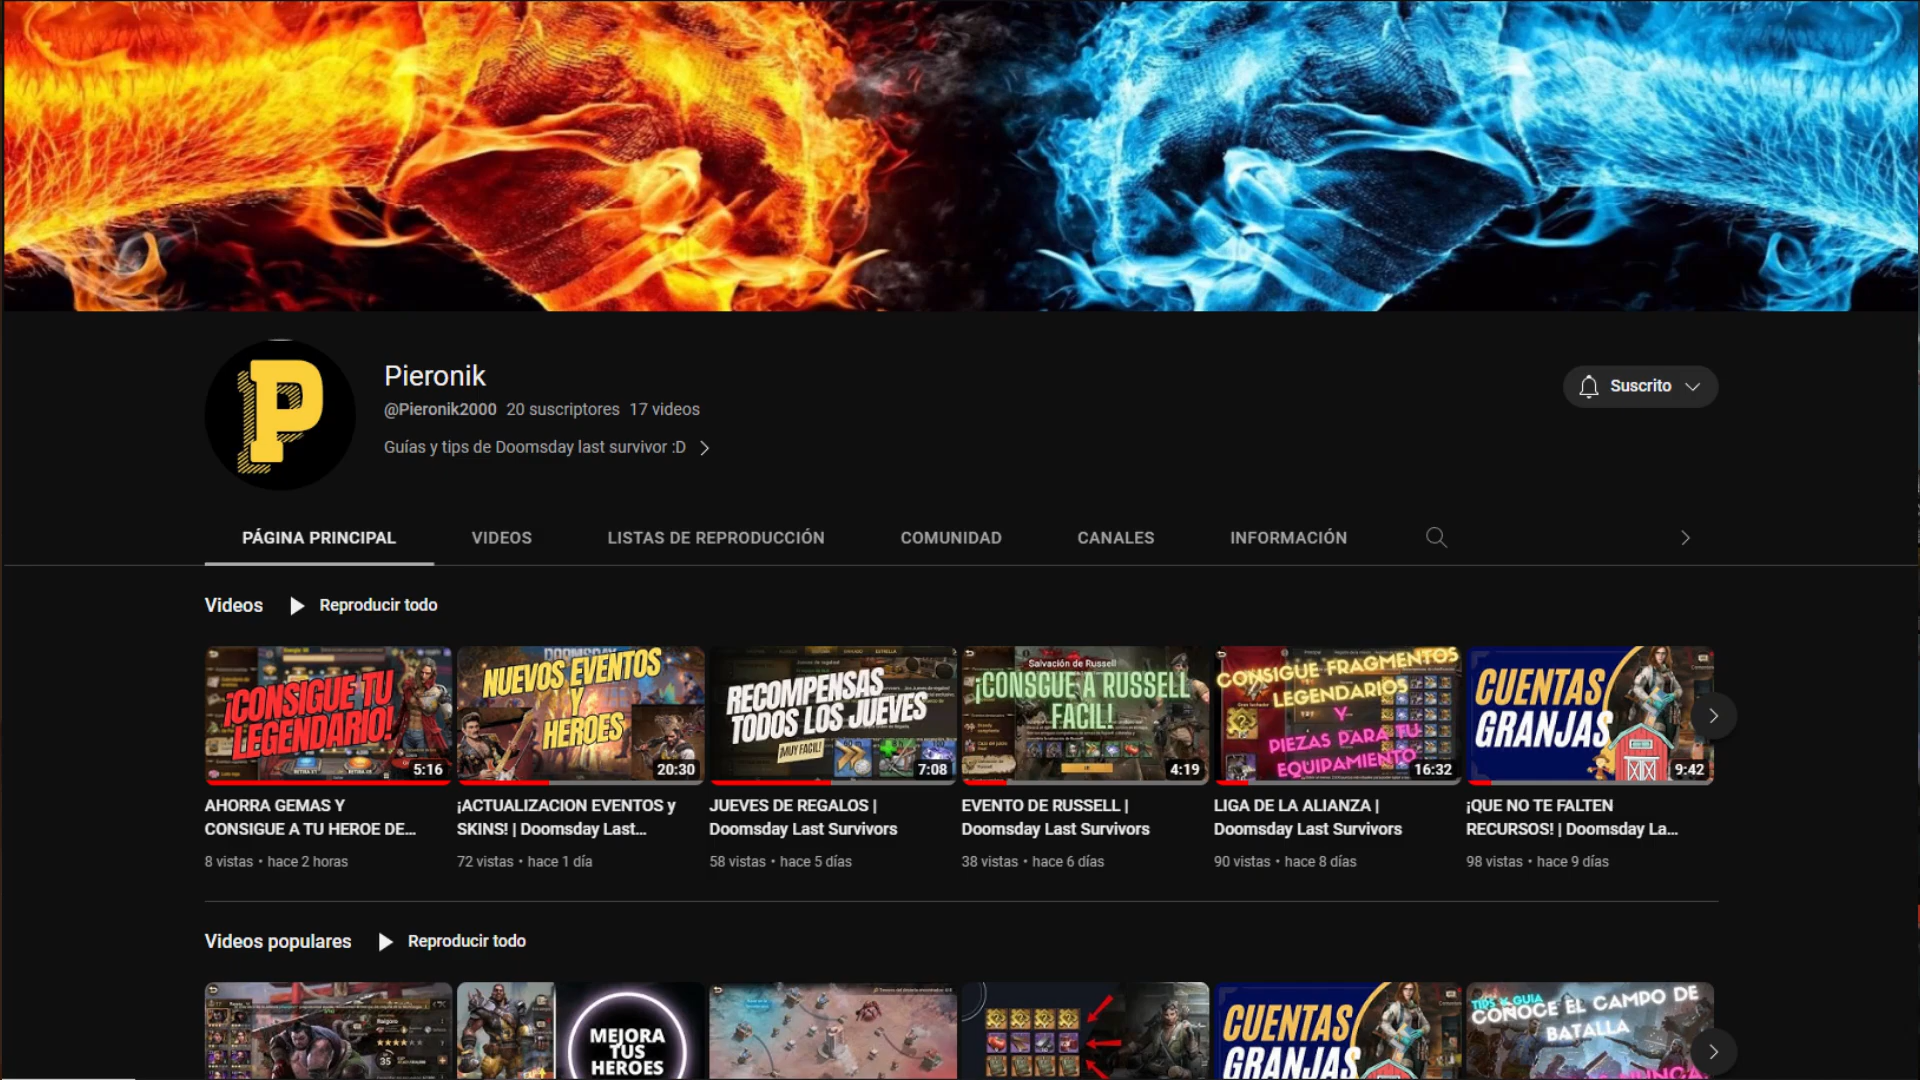 P
Pieronik
@Pieronik2000 20 suscriptores 17 videos
Guías y tips de Doomsday last survivor :D
Suscrito
PÁGINA PRINCIPAL
VIDEOS
LISTAS DE REPRODUCCIÓN
COMUNIDAD
CANALES
INFORMACIÓN
Videos
Reproducir todo
¡CONSIGUE TU
LEGENDARIO!
5:16
DOOMSDAY
NUEVOS EVENTOS
Y
HEROES
20:30
RECOMPENSAS
TODOS LOS JUEVES
¡MUY FACIL!
7:08
Salvación de Russell
¡CONSGUE A RUSSELL
FACIL!
4:19
CONSIGUE FRAGMENTOS
LEGENDARIOS
Y
PIEZAS PARA TU
EQUIPAMIENTO
16:32
CUENTAS
GRANJAS
9:42
AHORRA GEMAS Y
CONSIGUE A TU HEROE DE...
8 vistas • hace 2 horas
¡ACTUALIZACION EVENTOS y
SKINS! | Doomsday Last...
72 vistas • hace 1 día
JUEVES DE REGALOS |
Doomsday Last Survivors
58 vistas • hace 5 días
EVENTO DE RUSSELL |
Doomsday Last Survivors
38 vistas • hace 6 días
LIGA DE LA ALIANZA |
Doomsday Last Survivors
90 vistas • hace 8 días
¡QUE NO TE FALTEN
RECURSOS! | Doomsday La...
98 vistas • hace 9 días
Videos populares
Reproducir todo
35
MEJORA
TUS
HEROES
CUENTAS
GRANJAS
TIPS Y GUIA
CONOCE EL CAMPO DE
BATALLA